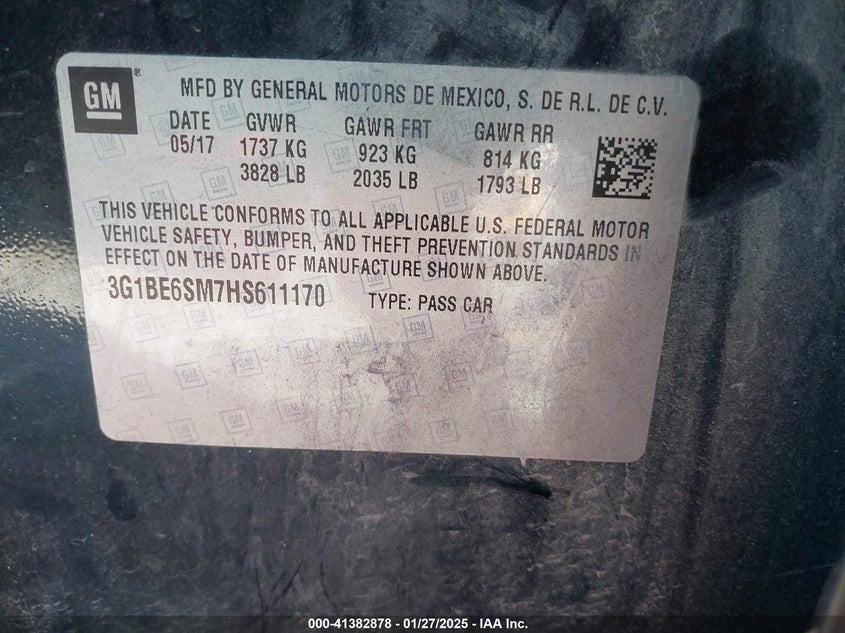 GM
MFD BY GENERAL MOTORS DE MEXICO, S. DE R.L. DE C.V.
DATE GVWR GAWR FRT GAWR RR
05/17 1737 KG 923 KG 814 KG
3828 LB 2035 LB 1793 LB
THIS VEHICLE CONFORMS TO ALL APPLICABLE U.S. FEDERAL MOTOR
VEHICLE SAFETY, BUMPER, AND THEFT PREVENTION STANDARDS IN
EFFECT ON THE DATE OF MANUFACTURE SHOWN ABOVE.
3G1BE6SM7HS611170 TYPE: PASS CAR
000-41382878 - 01/27/2025 - IAA Inc.